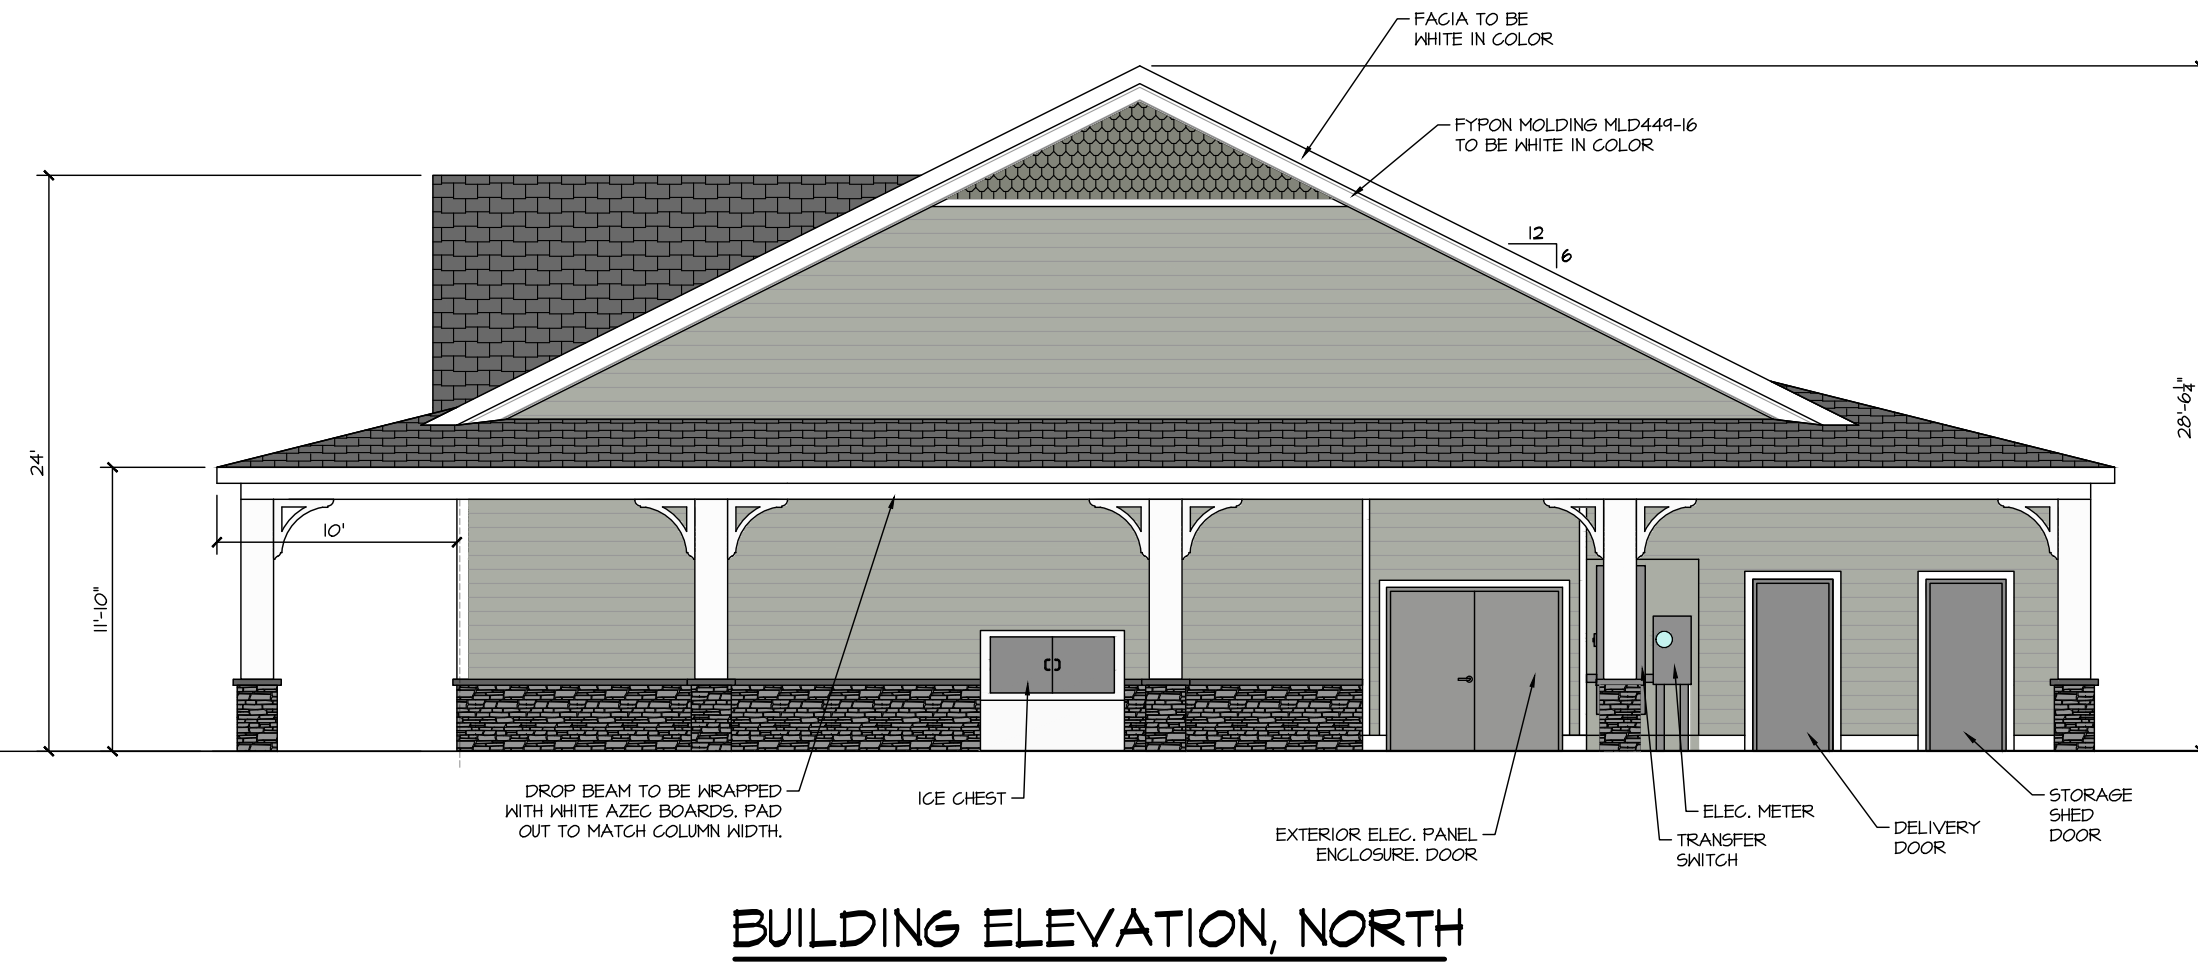 FACIA TO BE
WHITE IN COLOR
FYPON MOLDING MLD449-16
TO BE WHITE IN COLOR
12
6
24'
28'-6¼"
10'
11'-10"
DROP BEAM TO BE WRAPPED
WITH WHITE AZEC BOARDS. PAD
OUT TO MATCH COLUMN WIDTH.
ICE CHEST
EXTERIOR ELEC. PANEL
ENCLOSURE. DOOR
ELEC. METER
TRANSFER
SWITCH
DELIVERY
DOOR
STORAGE
SHED
DOOR
BUILDING ELEVATION, NORTH